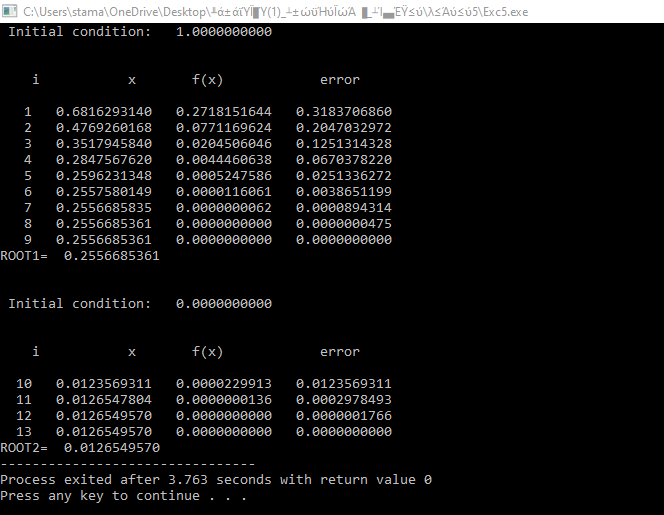 C:\Users\stama\OneDrive\Desktop\
\Exc5.exe
Initial condition: 1.0000000000
i x f(x) error
1 0.6816293140 0.2718151644 0.3183706860
2 0.4769260168 0.0771169624 0.2047032972
3 0.3517945840 0.0204506046 0.1251314328
4 0.2847567620 0.0044460638 0.0670378220
5 0.2596231348 0.0005247586 0.0251336272
6 0.2557580149 0.0000116061 0.0038651199
7 0.2556685835 0.0000000062 0.0000894314
8 0.2556685361 0.0000000000 0.0000000475
9 0.2556685361 0.0000000000 0.0000000000
ROOT1= 0.2556685361
Initial condition: 0.0000000000
i x f(x) error
10 0.0123569311 0.0000229913 0.0123569311
11 0.0126547804 0.0000000136 0.0002978493
12 0.0126549570 0.0000000000 0.0000001766
13 0.0126549570 0.0000000000 0.0000000000
ROOT2= 0.0126549570
--------------------------------
Process exited after 3.763 seconds with return value 0
Press any key to continue . . .